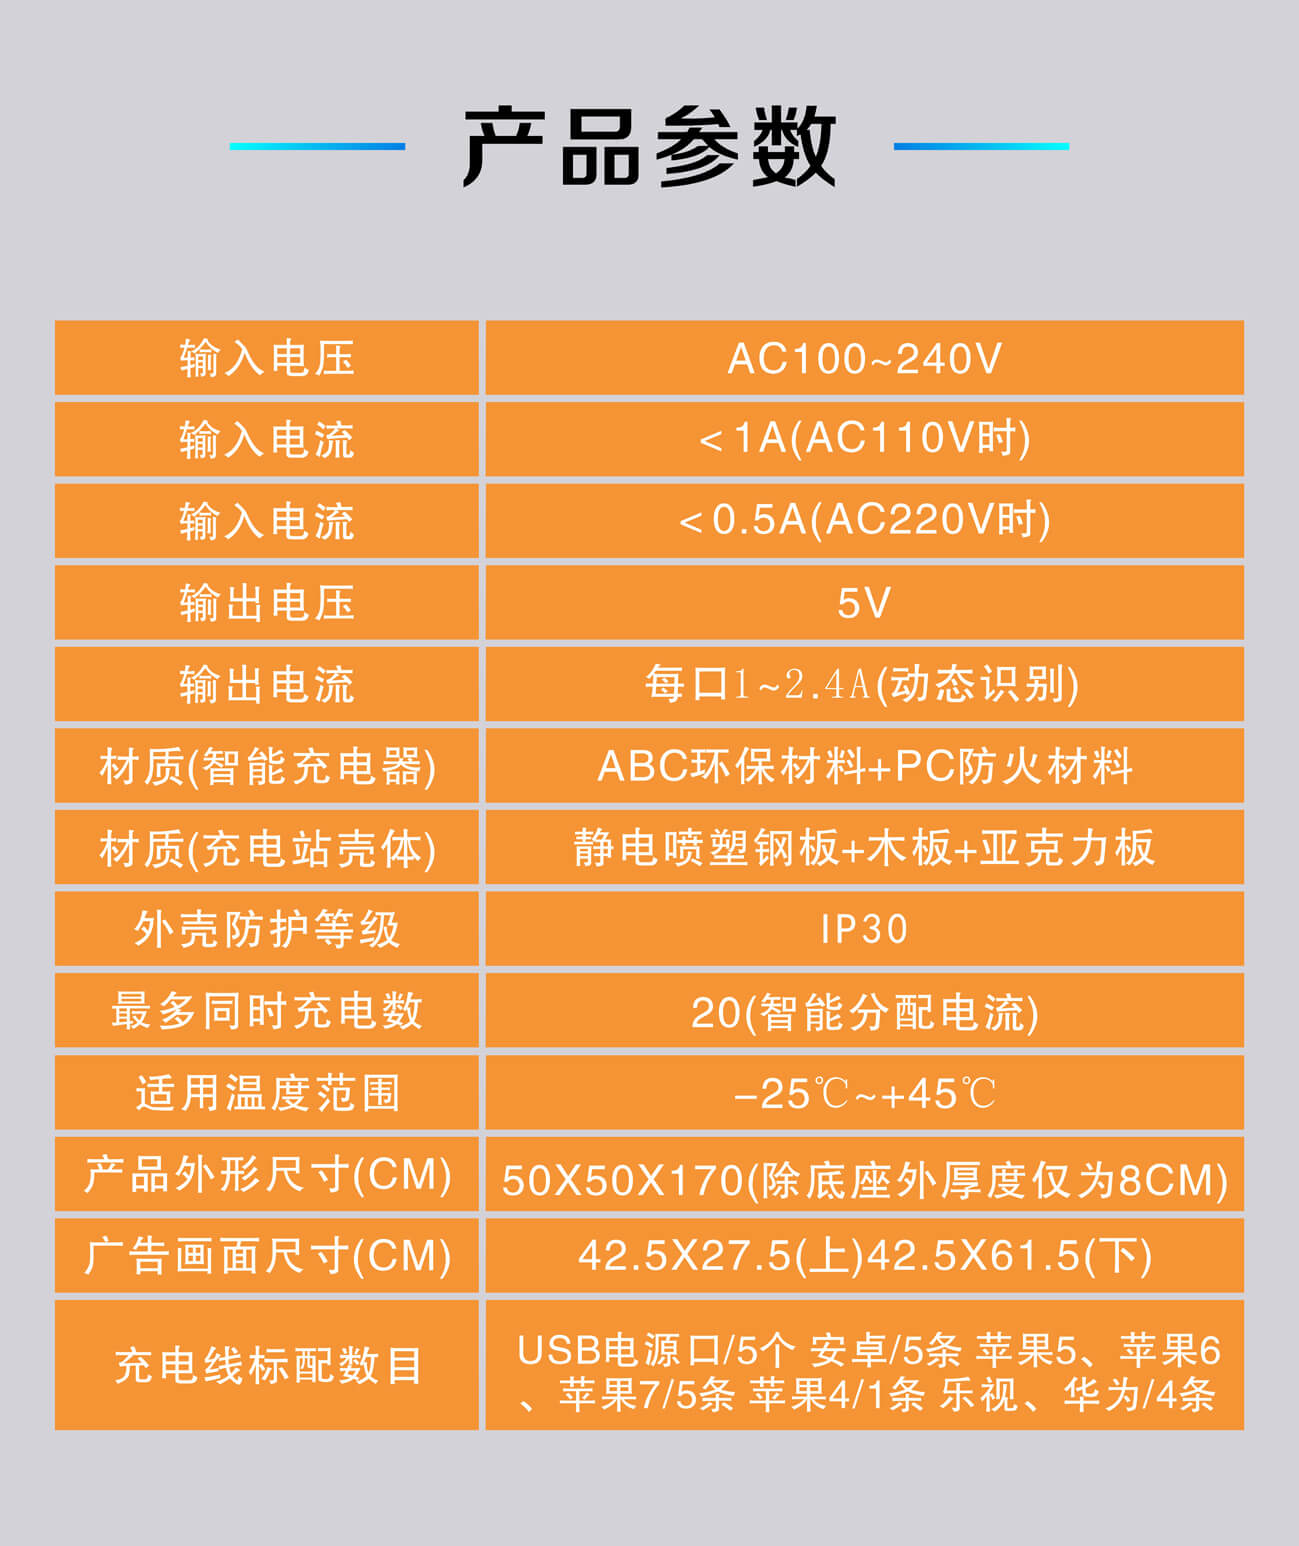 产品参数
输入电压 AC100~240V
输入电流 <1A(AC110V时)
输入电流 <0.5A(AC220V时)
输出电压 5V
输出电流 每口1~2.4A(动态识别)
材质(智能充电器) ABC环保材料+PC防火材料
材质(充电站壳体) 静电喷塑钢板+木板+亚克力板
外壳防护等级 IP30
最多同时充电数 20(智能分配电流)
适用温度范围 -25℃~+45℃
产品外形尺寸(CM) 50X50X170(除底座外厚度仅为8CM)
广告画面尺寸(CM) 42.5X27.5(上)42.5X61.5(下)
充电线标配数目 USB电源口/5个 安卓/5条 苹果5、苹果6
、苹果7/5条 苹果4/1条 乐视、华为/4条